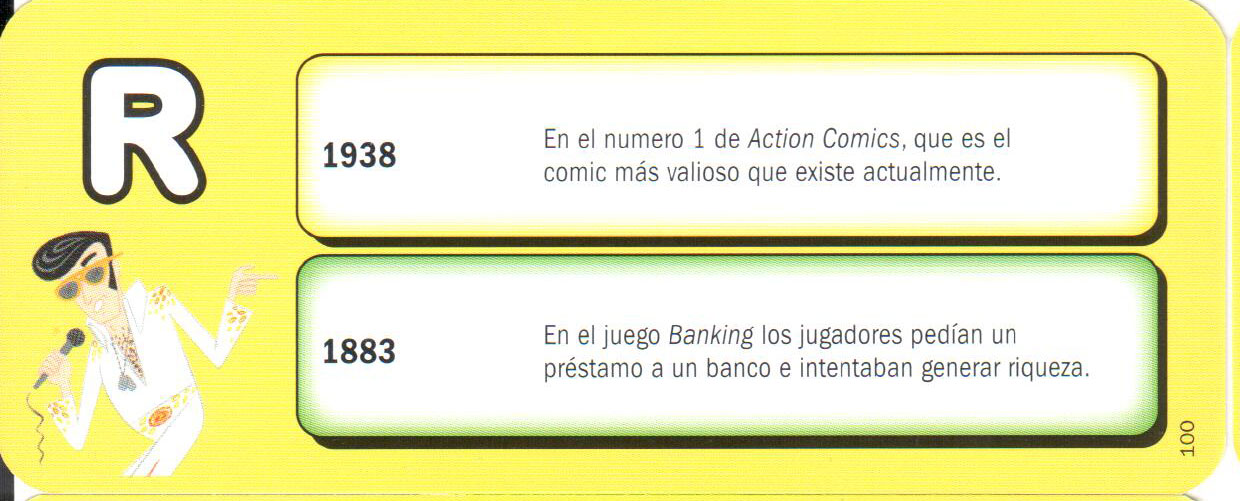 R
1938
En el numero 1 de Action Comics, que es el
comic más valioso que existe actualmente.
1883
En el juego Banking los jugadores pedían un
préstamo a un banco e intentaban generar riqueza.
100